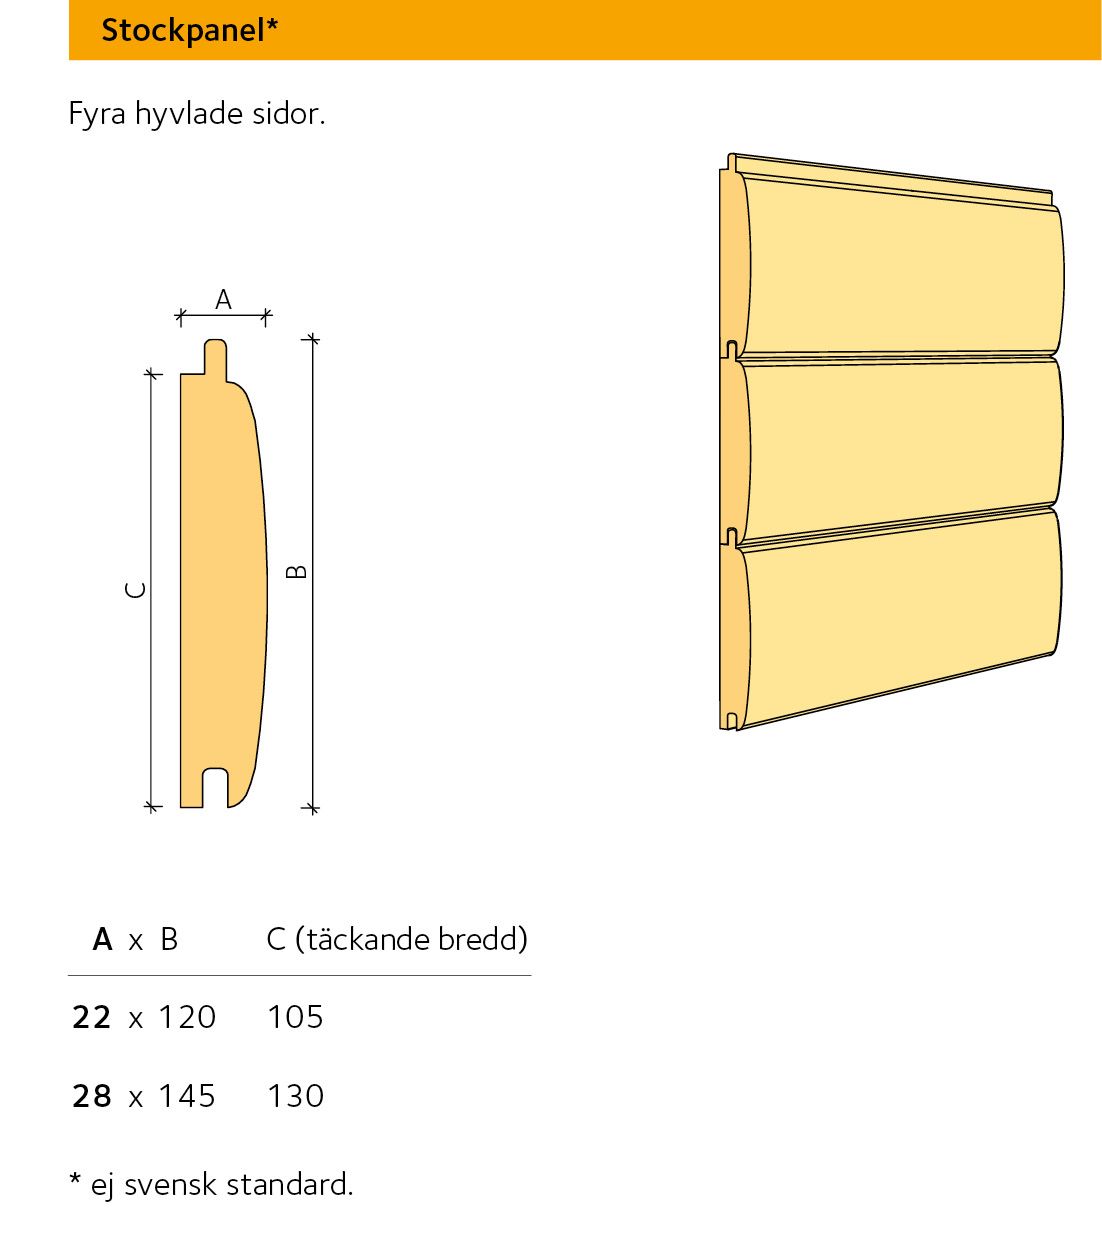 Stockpanel*
Fyra hyvlade sidor.
A
B
C
A x B C (täckande bredd)
22 x 120 105
28 x 145 130
* ej svensk standard.